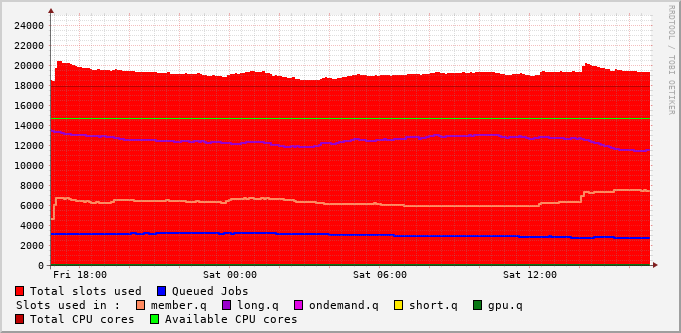 RRDTOOL / TOBI OETIKER
24000
22000
20000
18000
16000
14000
12000
10000
8000
6000
4000
2000
0
Fri 18:00 Sat 00:00 Sat 06:00 Sat 12:00
Total slots used Queued Jobs
Slots used in : member.q long.q ondemand.q short.q gpu.q
Total CPU cores Available CPU cores